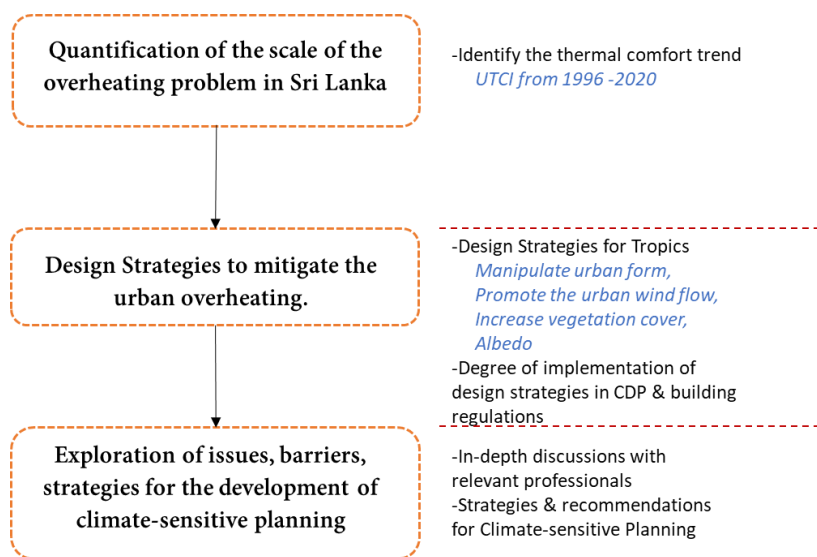 Quantification of the scale of the
overheating problem in Sri Lanka
-Identify the thermal comfort trend
UTCI from 1996 -2020
Design Strategies to mitigate the
urban overheating.
-Design Strategies for Tropics
Manipulate urban form,
Promote the urban wind flow,
Increase vegetation cover,
Albedo
-Degree of implementation of
design strategies in CDP & building
regulations
Exploration of issues, barriers,
strategies for the development of
climate-sensitive planning
-In-depth discussions with
relevant professionals
-Strategies & recommendations
for Climate-sensitive Planning